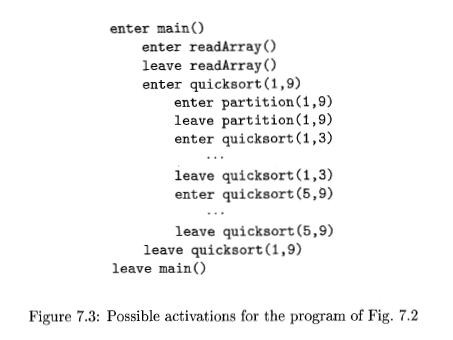 enter main()
enter readArray()
leave readArray()
enter quicksort(1,9)
enter partition(1,9)
leave partition(1,9)
enter quicksort(1,3)
...
leave quicksort(1,3)
enter quicksort(5,9)
...
leave quicksort(5,9)
leave quicksort(1,9)
leave main()
Figure 7.3: Possible activations for the program of Fig. 7.2